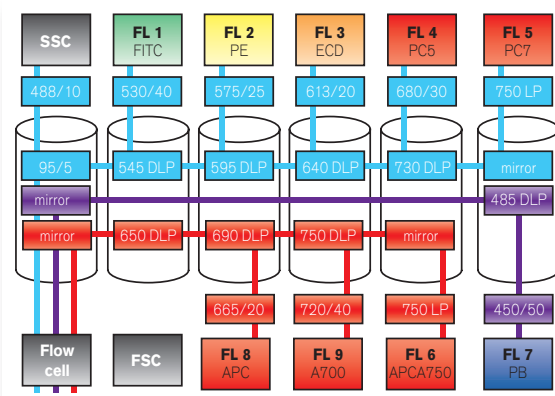 SSC
FL 1
FITC
FL 2
PE
FL 3
ECD
FL 4
PC5
FL 5
PC7
488/10
530/40
575/25
613/20
680/30
750 LP
95/5
545 DLP
595 DLP
640 DLP
730 DLP
mirror
mirror
485 DLP
mirror
650 DLP
690 DLP
750 DLP
mirror
665/20
720/40
750 LP
450/50
Flow
cell
FSC
FL 8
APC
FL 9
A700
FL 6
APCA750
FL 7
PB